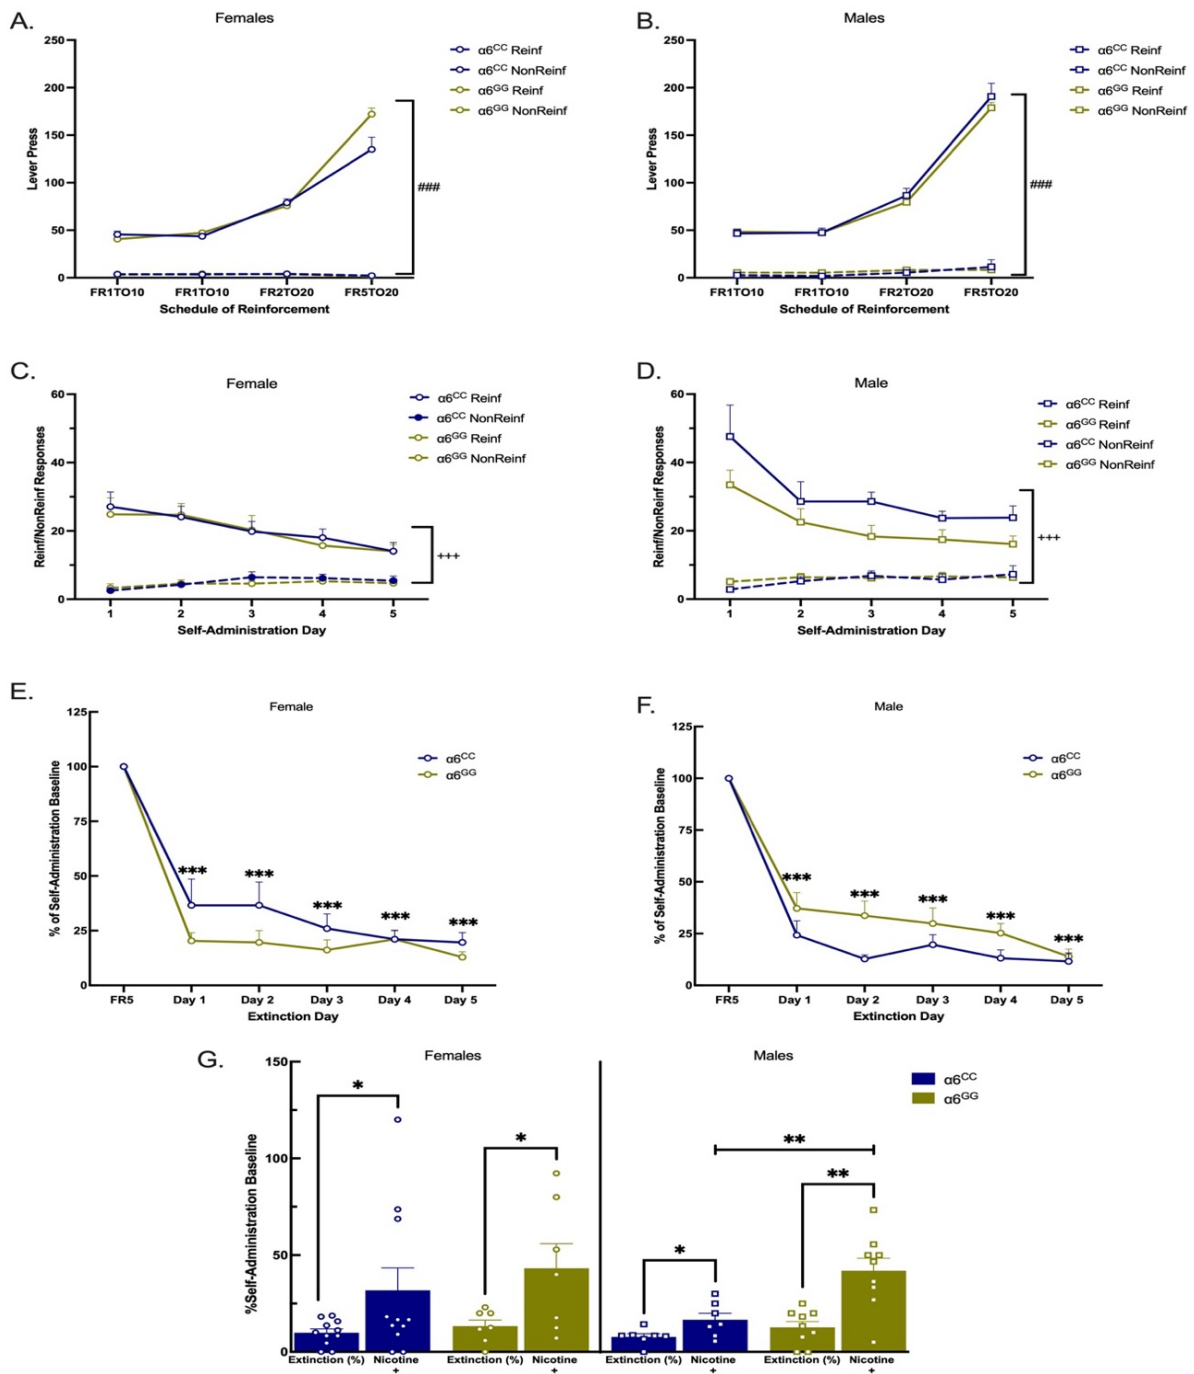 A.
Females
250
200
150
100
50
0
Lever Press
FR1TO10 FR1TO10 FR2TO20 FR5TO20
Schedule of Reinforcement
α6CC Reinf
α6CC NonReinf
α6GG Reinf
α6GG NonReinf
###
B.
Males
250
200
150
100
50
0
Lever Press
FR1TO10 FR1TO10 FR2TO20 FR5TO20
Schedule of Reinforcement
α6CC Reinf
α6CC NonReinf
α6GG Reinf
α6GG NonReinf
###
C.
Female
60
40
20
0
Reinf/NonReinf Responses
1 2 3 4 5
Self-Administration Day
α6CC Reinf
α6CC NonReinf
α6GG Reinf
α6GG NonReinf
+++
D.
Male
60
40
20
0
Reinf/NonReinf Responses
1 2 3 4 5
Self-Administration Day
α6CC Reinf
α6GG Reinf
α6CC NonReinf
α6GG NonReinf
+++
E.
Female
125
100
75
50
25
0
% of Self-Administration Baseline
FR5 Day 1 Day 2 Day 3 Day 4 Day 5
Extinction Day
α6CC
α6GG
*** *** *** *** ***
F.
Male
125
100
75
50
25
0
% of Self-Administration Baseline
FR5 Day 1 Day 2 Day 3 Day 4 Day 5
Extinction Day
α6CC
α6GG
*** *** *** *** ***
G.
Females
Males
150
100
50
0
%Self-Administration Baseline
α6CC
α6GG
* * * ** **
Extinction (%) Nicotine Extinction (%) Nicotine Extinction (%) Nicotine Extinction (%) Nicotine
+ + + +